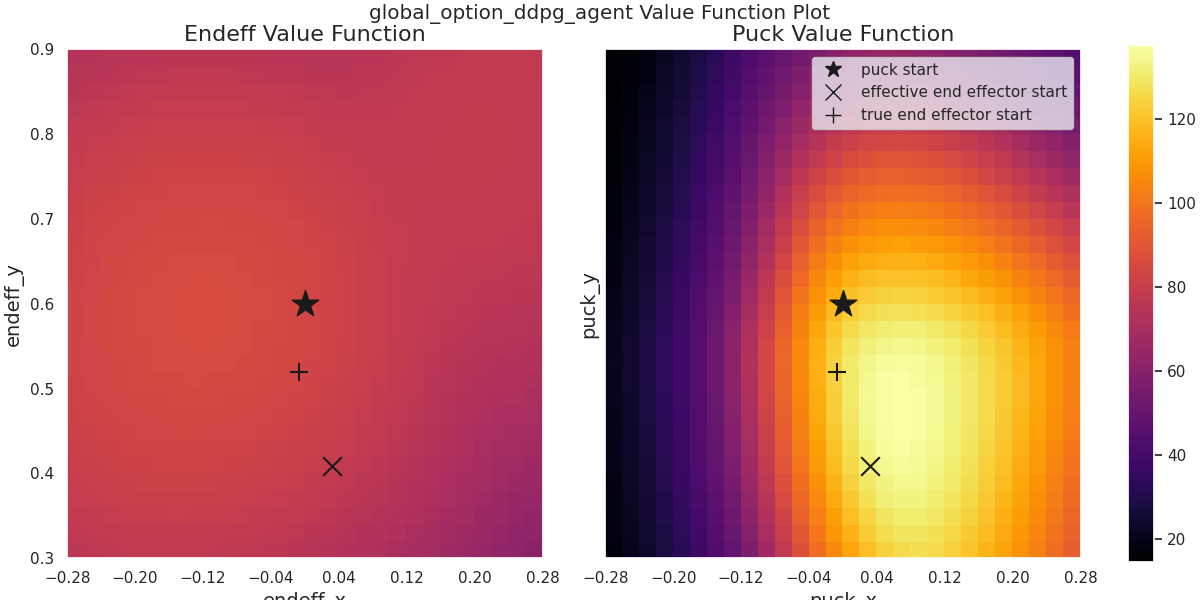 global_option_ddpg_agent Value Function Plot
Endeff Value Function
Puck Value Function
puck start
effective end effector start
true end effector start
endeff_y
0.9
0.8
0.7
0.6
0.5
0.4
0.3
−0.28 −0.20 −0.12 −0.04 0.04 0.12 0.20 0.28
endeff_x
puck_y
−0.28 −0.20 −0.12 −0.04 0.04 0.12 0.20 0.28
puck_x
120
100
80
60
40
20